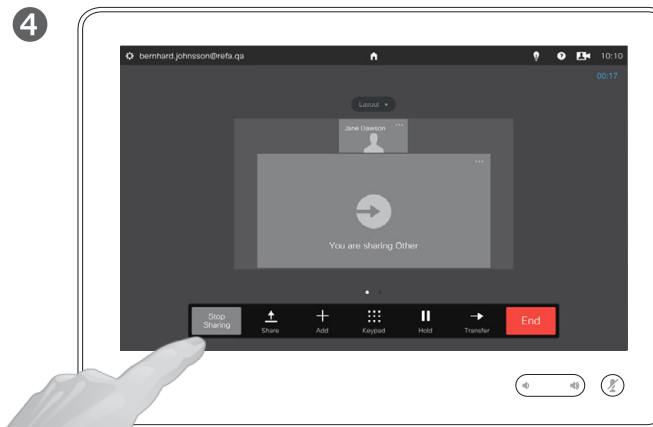 4
bernhard.johnsson@refa.qa
10:10
00:17
Layout
Jane Dawson
You are sharing Other
Stop
Sharing
Share
Add
Keypad
Hold
Transfer
End